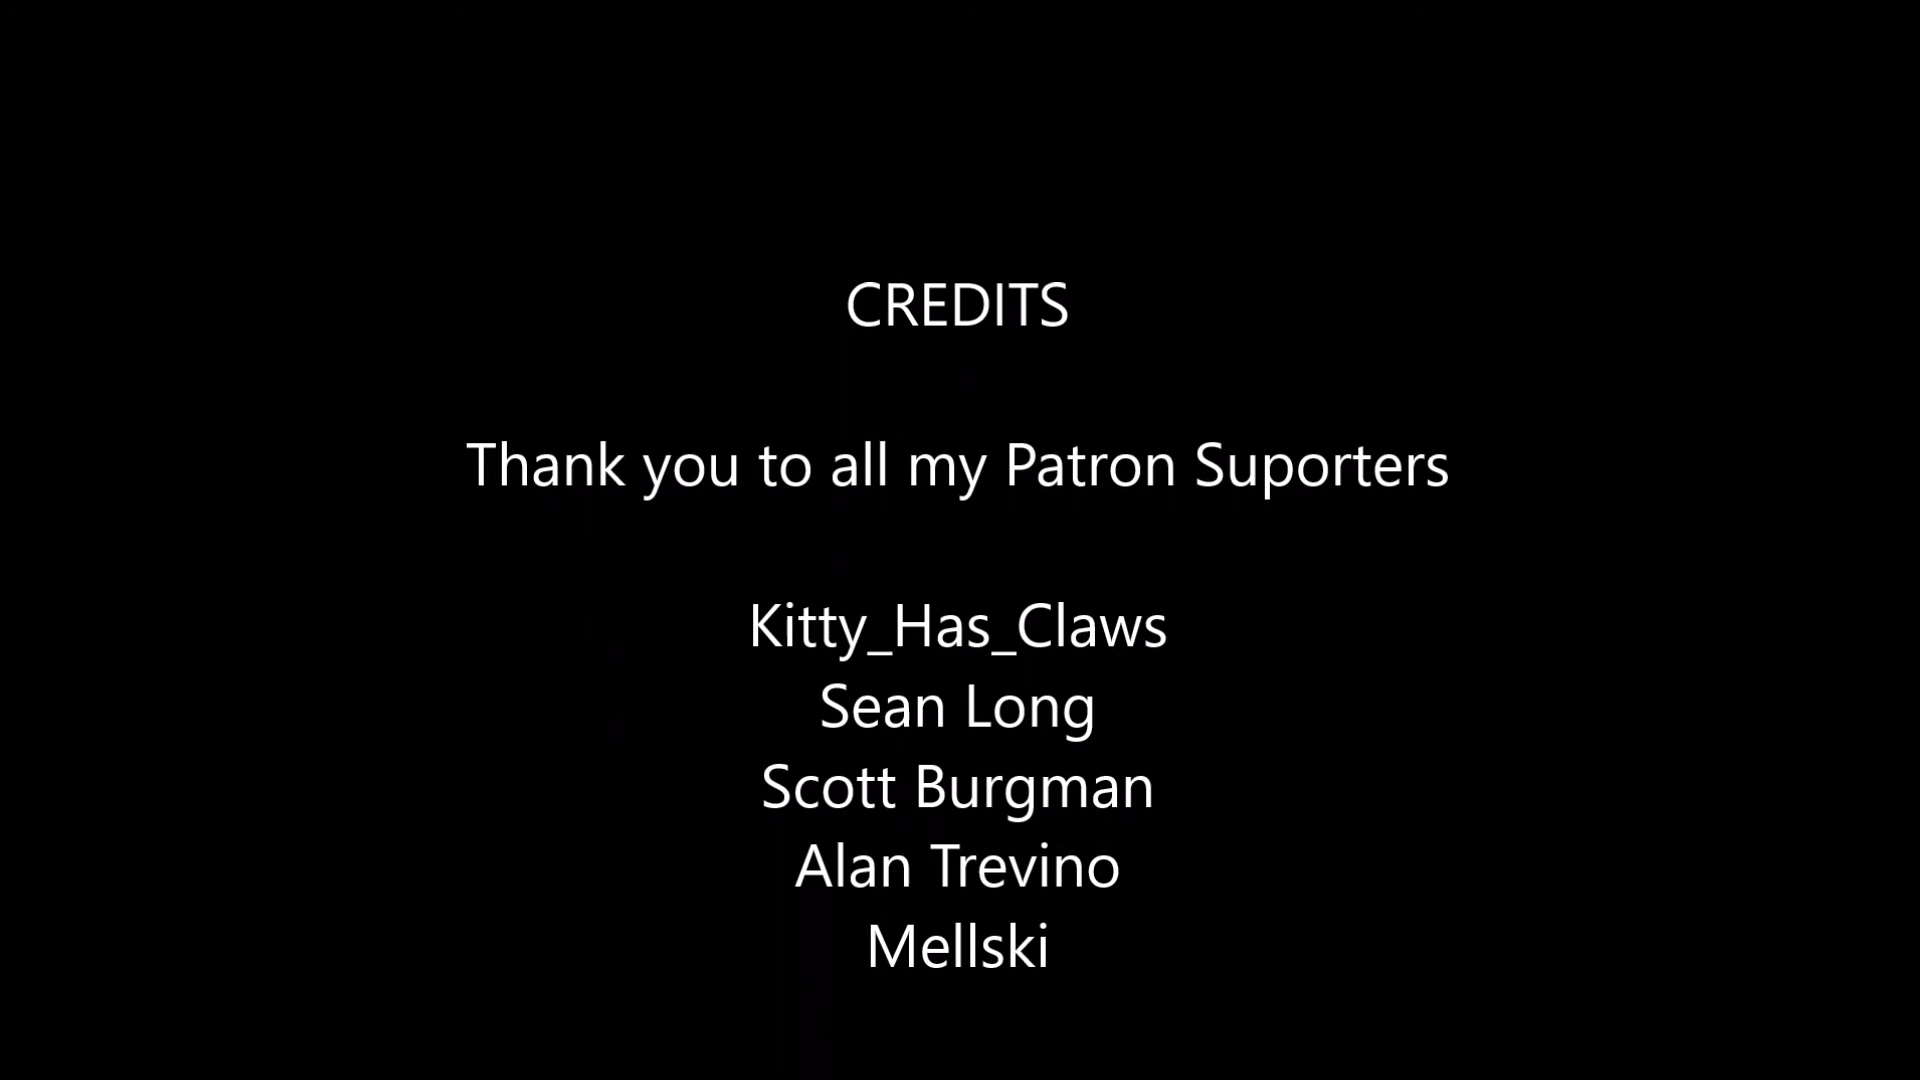 CREDITS
Thank you to all my Patron Suporters
Kitty_Has_Claws
Sean Long
Scott Burgman
Alan Trevino
Mellski